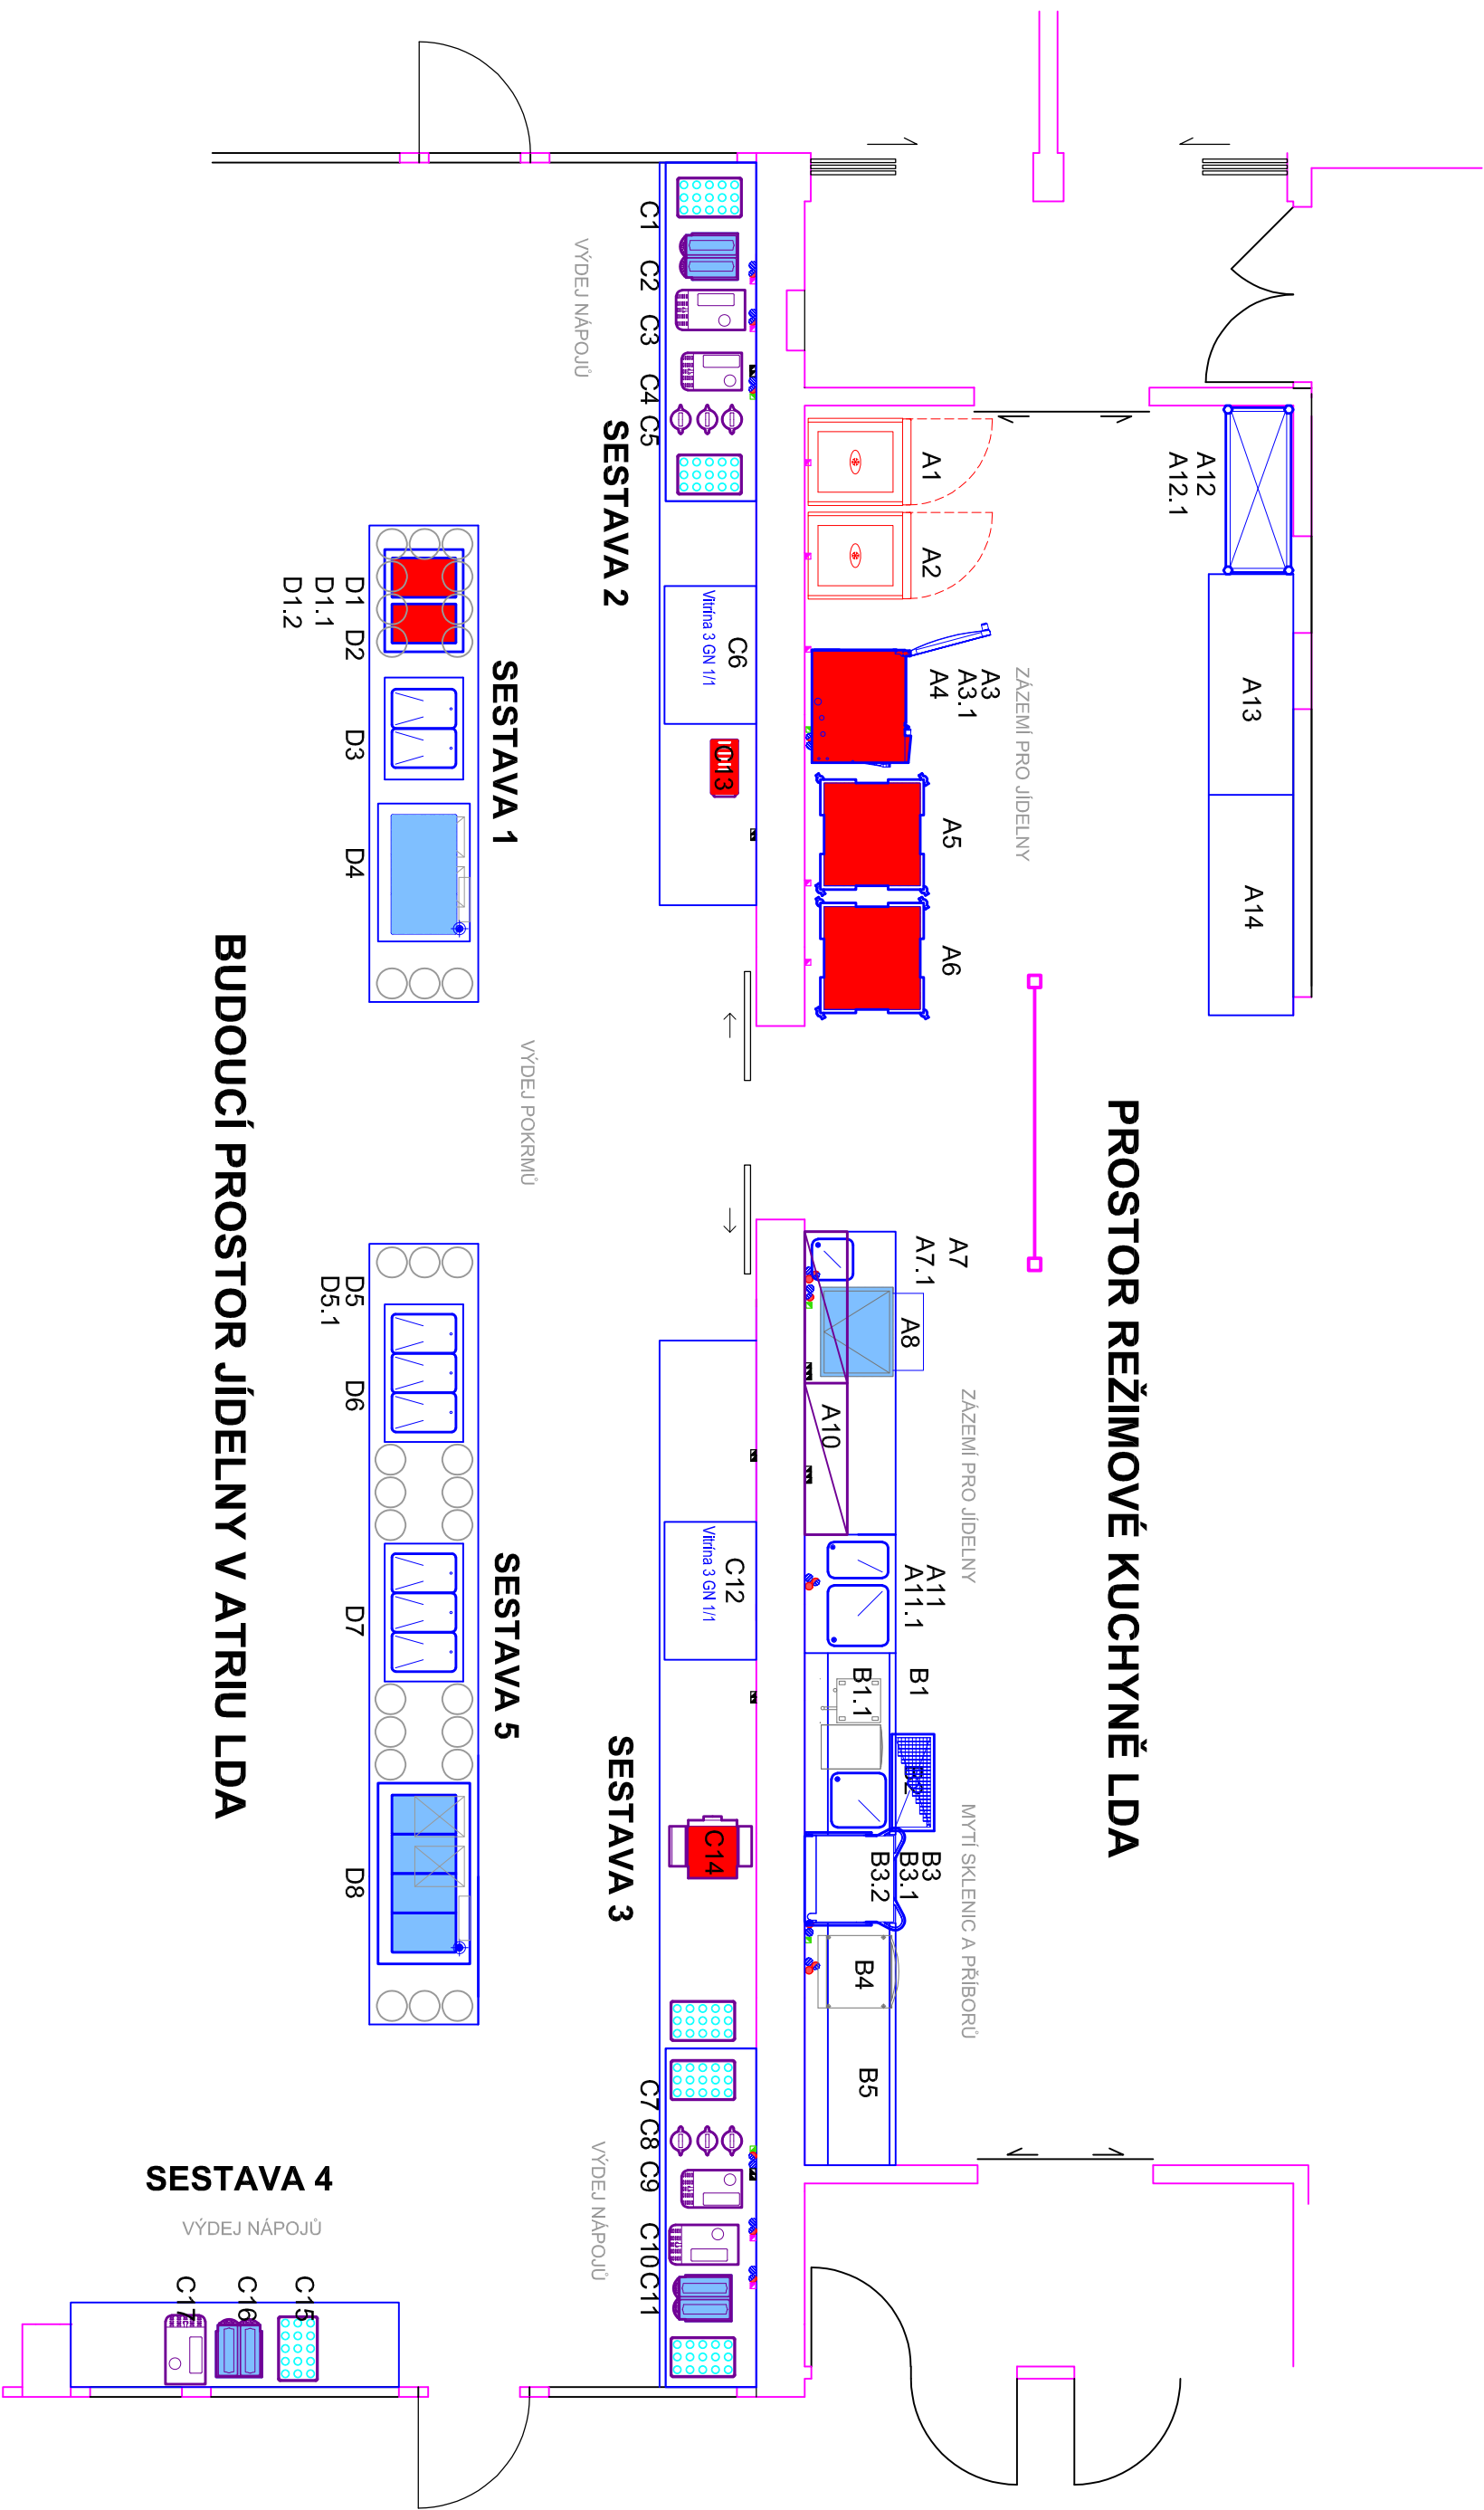 PROSTOR REŽIMOVÉ KUCHYNĚ LDA
A12
A12.1
A13
A14
ZÁZEMÍ PRO JÍDELNY
A1
A2
A3
A3.1
A4
A5
A6
A7
A7.1
A8
A10
ZÁZEMÍ PRO JÍDELNY
A11
A11.1
B1
B1.1
B2
B3
B3.1
B3.2
B4
B5
MYTÍ SKLENIC A PŘÍBORŮ
C1
C2
C3
C4
C5
VÝDEJ NÁPOJŮ
SESTAVA 2
C6
Vitrína 3 GN 1/1
C13
C12
Vitrína 3 GN 1/1
C14
SESTAVA 3
C7
C8
C9
C10
C11
VÝDEJ NÁPOJŮ
VÝDEJ POKRMŮ
SESTAVA 1
D1
D1.1
D1.2
D2
D3
D4
SESTAVA 5
D5
D5.1
D6
D7
D8
BUDOUCÍ PROSTOR JÍDELNY V ATRIU LDA
SESTAVA 4
VÝDEJ NÁPOJŮ
C17
C16
C15